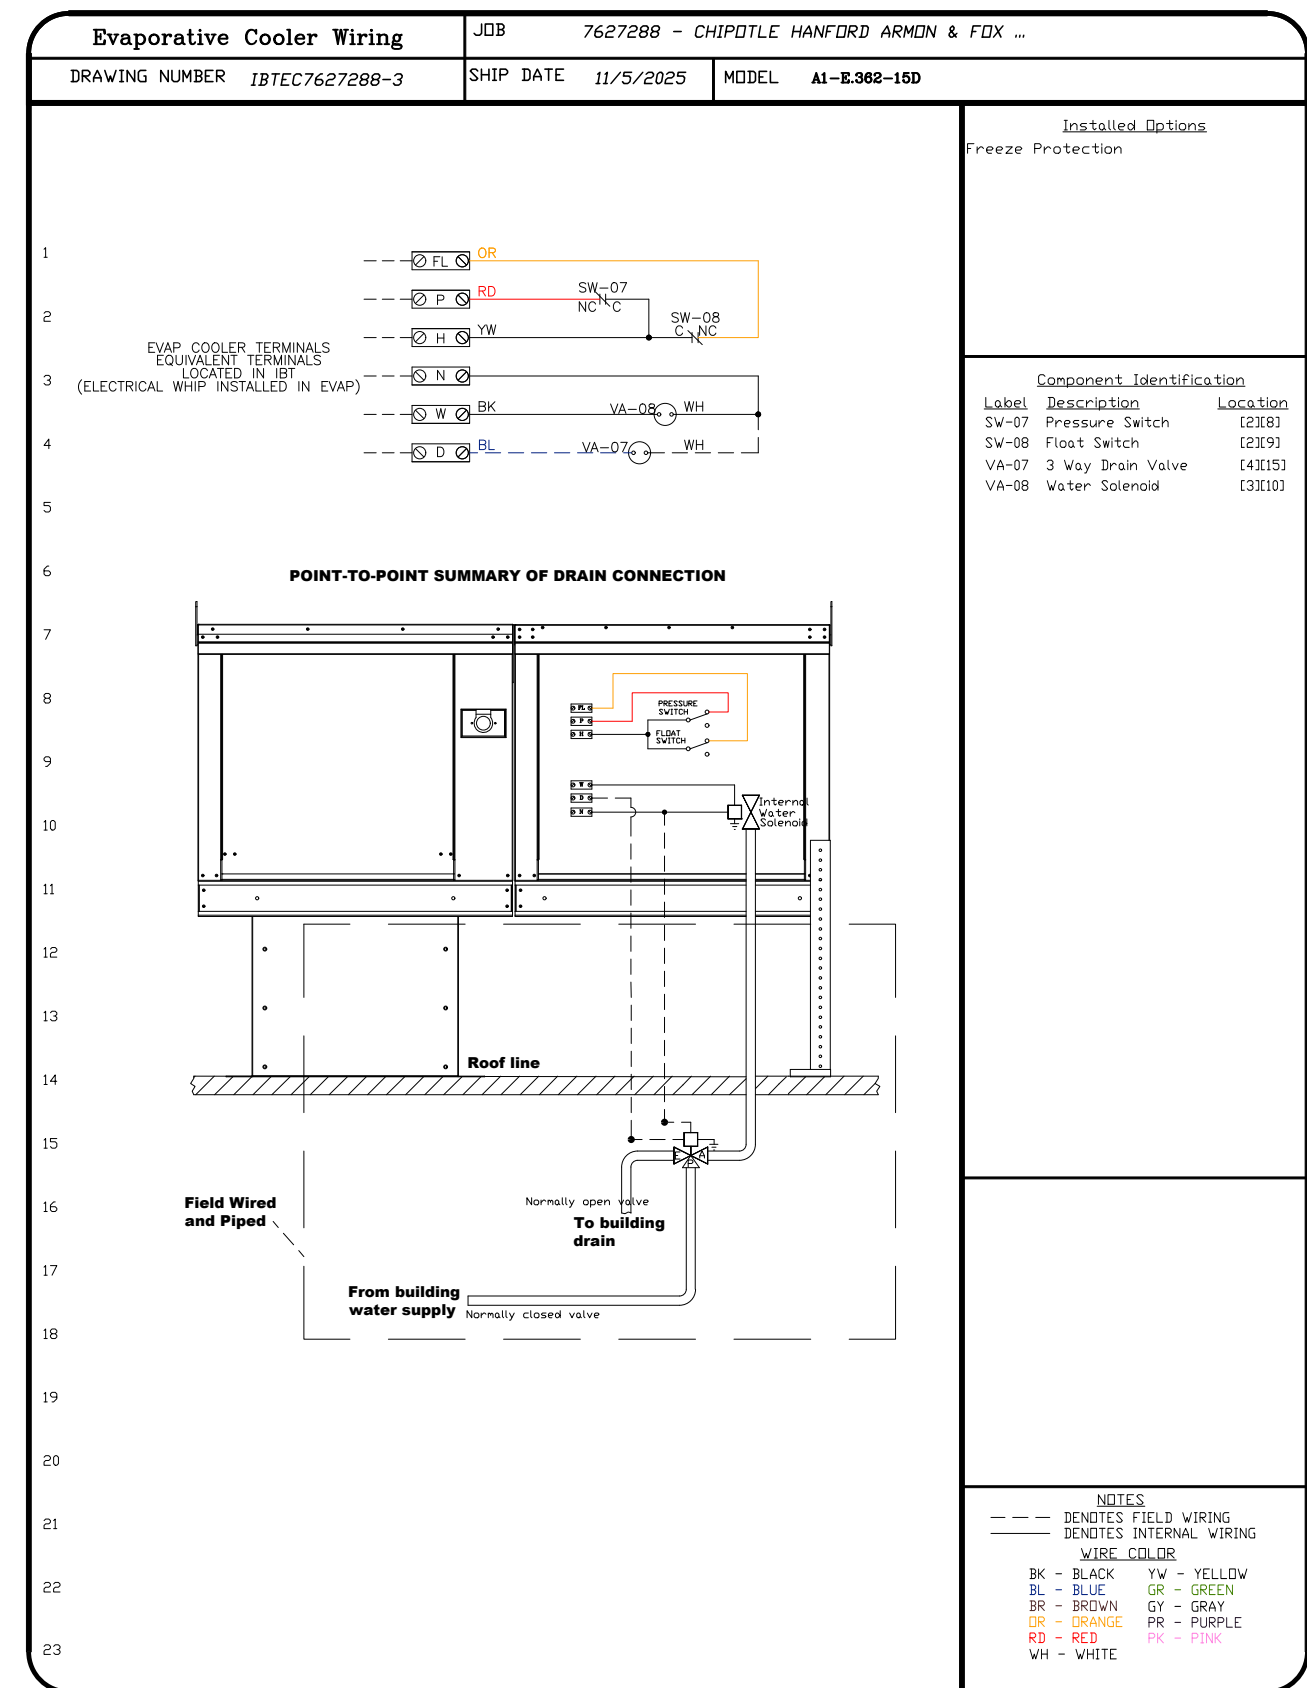 Evaporative Cooler Wiring
JOB 7627288 - CHIPOTLE HANFORD ARMON & FOX ...
DRAWING NUMBER IBTEC7627288-3
SHIP DATE 11/5/2025
MODEL A1-E.362-15D
Installed Options
Freeze Protection
1
2
3
4
5
6
7
8
9
10
11
12
13
14
15
16
17
18
19
20
21
22
23
FL OR
P RD SW-07
NC C
H YW SW-08
C NC
N
W BK VA-08 WH
D BL VA-07 WH
EVAP COOLER TERMINALS
EQUIVALENT TERMINALS
LOCATED IN IBT
(ELECTRICAL WHIP INSTALLED IN EVAP)
Component Identification
Label Description Location
SW-07 Pressure Switch [2][8]
SW-08 Float Switch [2][9]
VA-07 3 Way Drain Valve [4][15]
VA-08 Water Solenoid [3][10]
POINT-TO-POINT SUMMARY OF DRAIN CONNECTION
FL
P
H
PRESSURE
SWITCH
FLOAT
SWITCH
W
D
N
Internal
Water
Solenoid
Roof line
E A
P
Normally open valve
To building
drain
Field Wired
and Piped
From building
water supply
Normally closed valve
NOTES
DENOTES FIELD WIRING
DENOTES INTERNAL WIRING
WIRE COLOR
BK - BLACK YW - YELLOW
BL - BLUE GR - GREEN
BR - BROWN GY - GRAY
OR - ORANGE PR - PURPLE
RD - RED PK - PINK
WH - WHITE